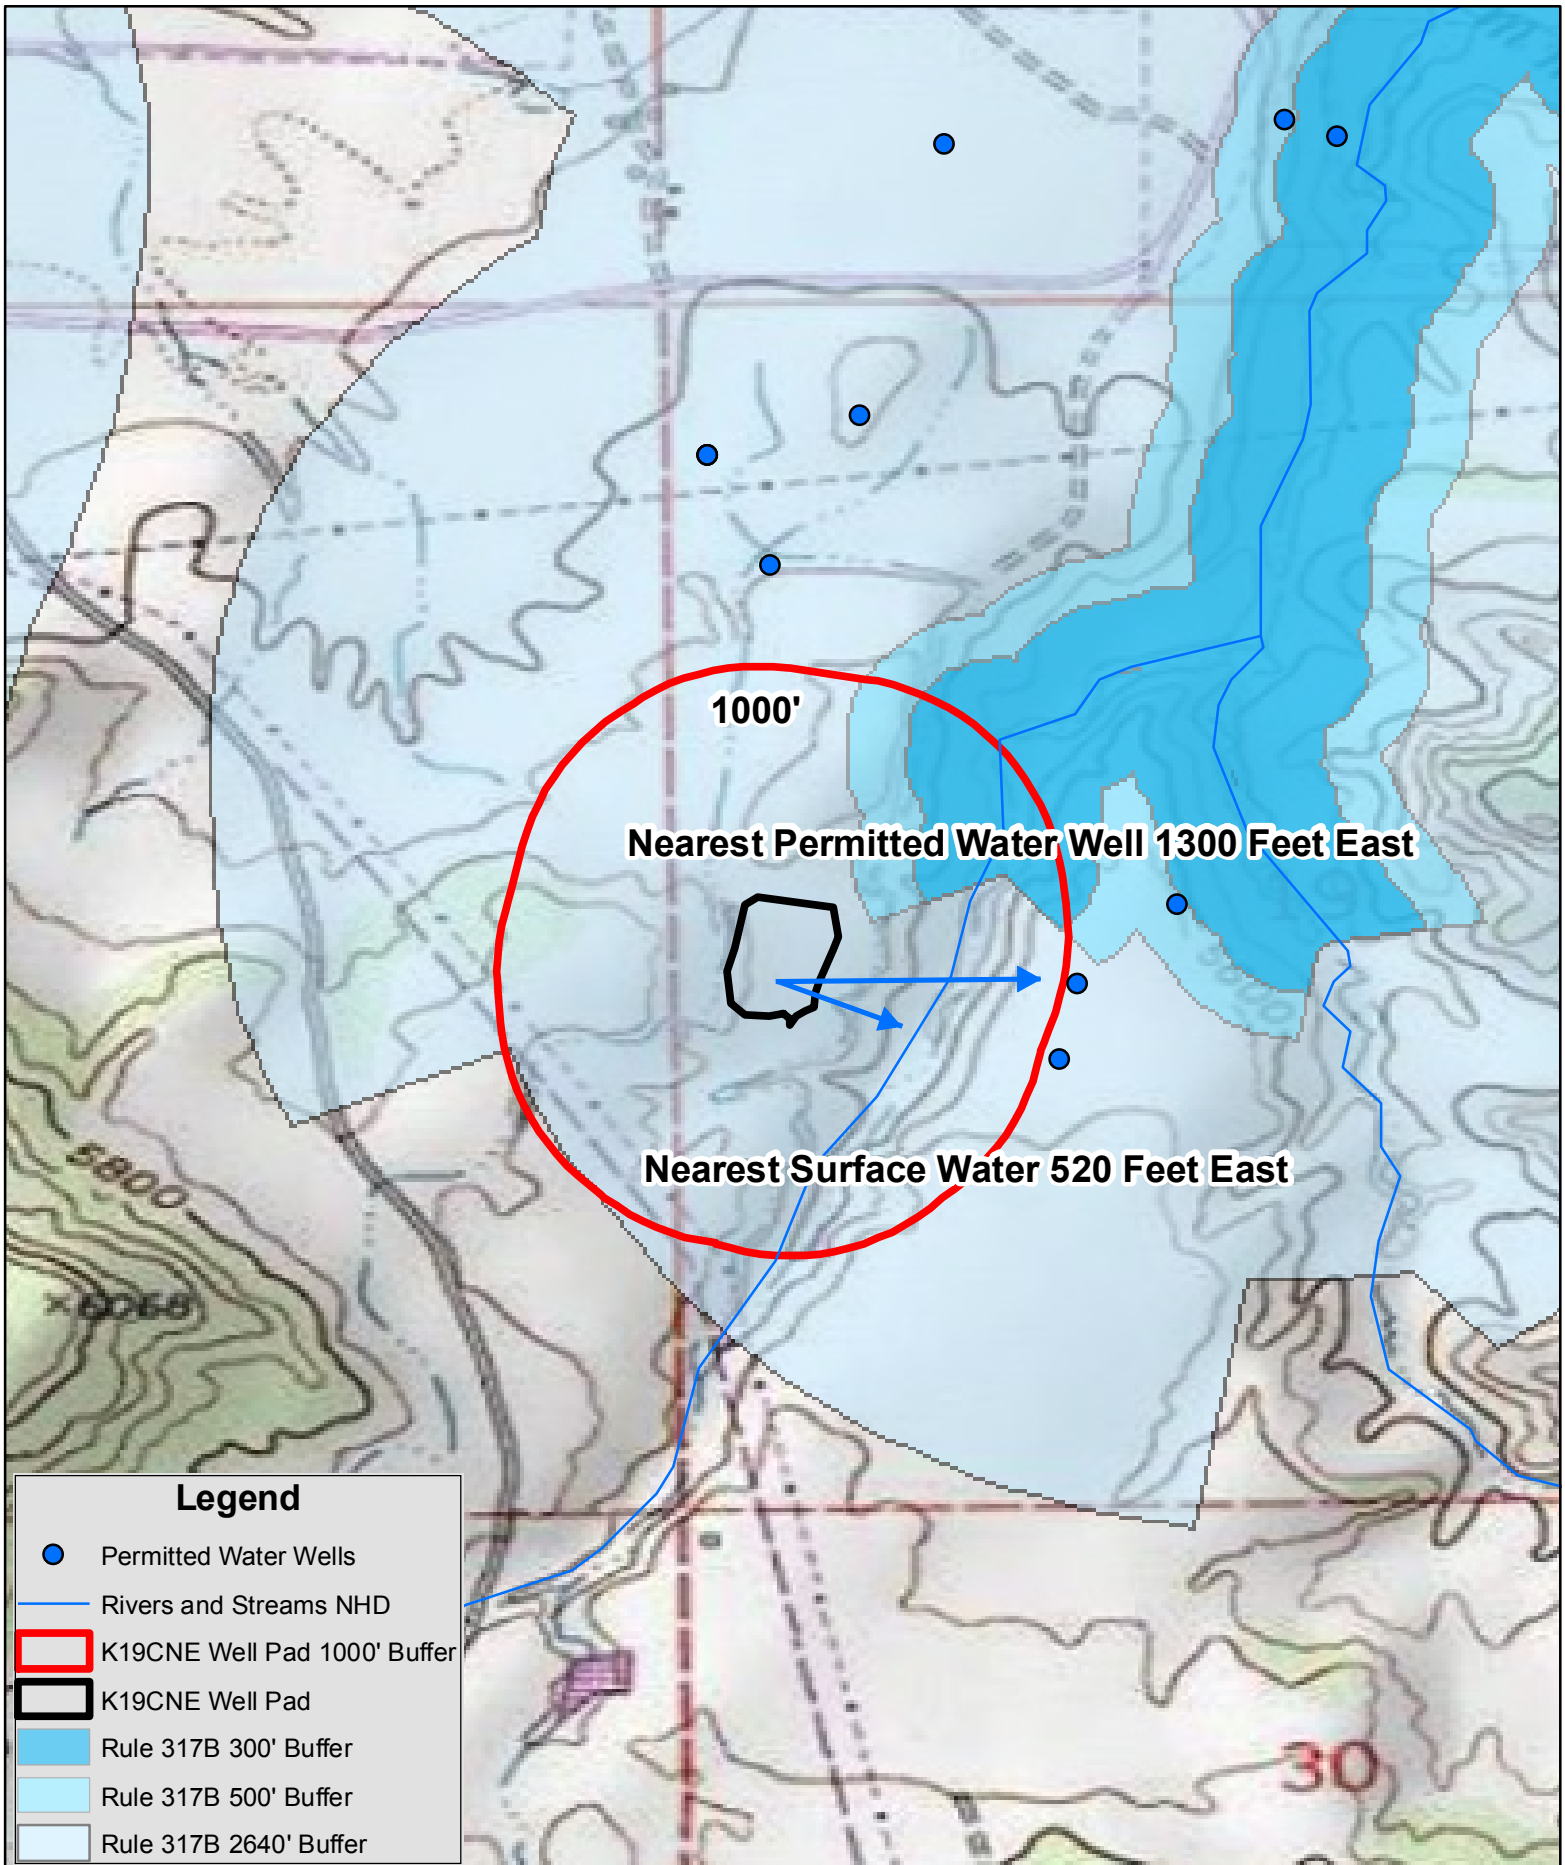 1000'
Nearest Permitted Water Well 1300 Feet East
Nearest Surface Water 520 Feet East
5800
×6068
30
Legend
Permitted Water Wells
Rivers and Streams NHD
K19CNE Well Pad 1000' Buffer
K19CNE Well Pad
Rule 317B 300' Buffer
Rule 317B 500' Buffer
Rule 317B 2640' Buffer